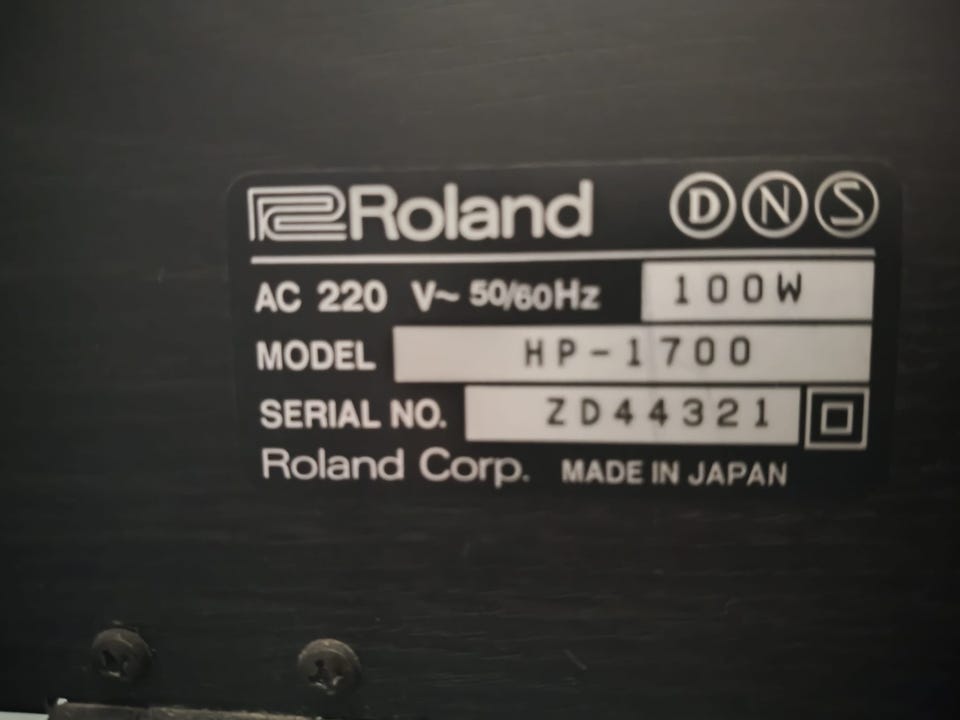 Roland D N S
AC 220 V~ 50/60Hz 100W
MODEL HP-1700
SERIAL NO. ZD44321
Roland Corp. MADE IN JAPAN